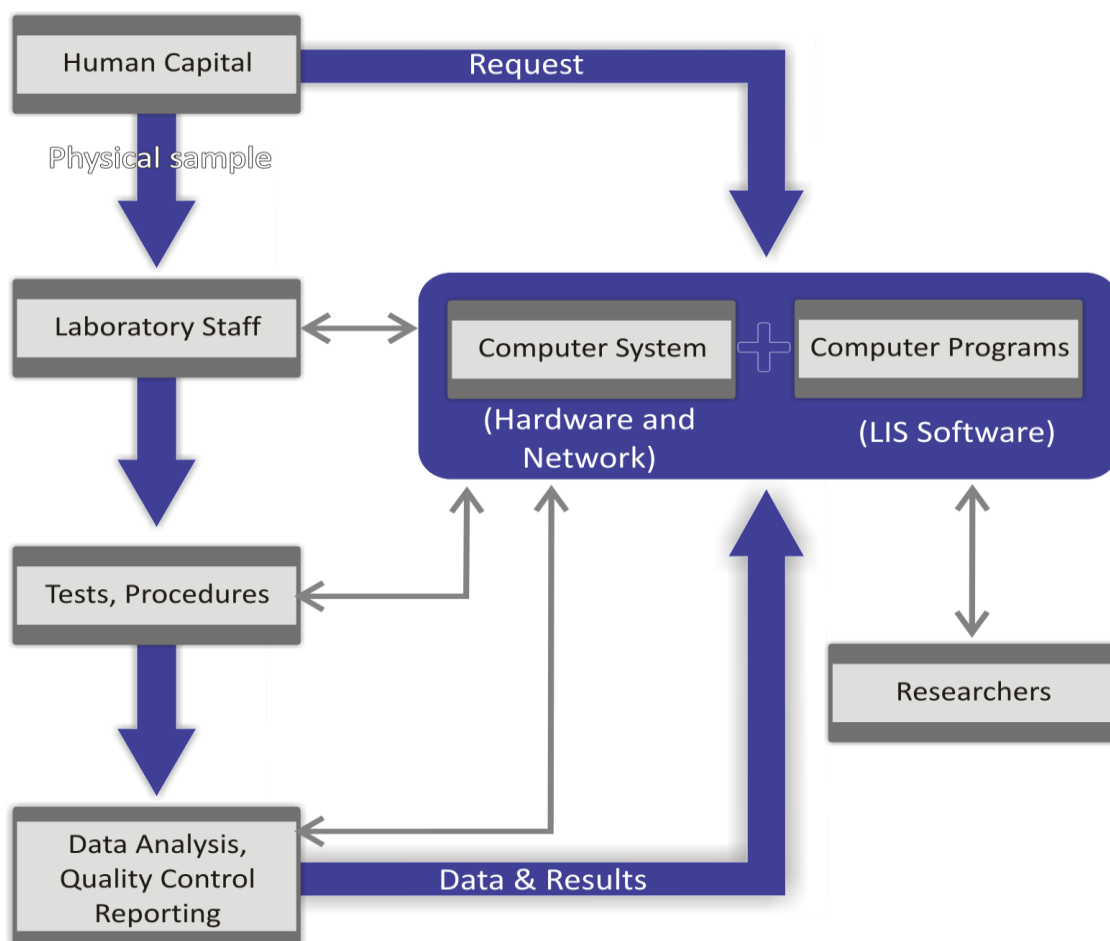 Human Capital
Request
Physical sample
Laboratory Staff
Computer System
Computer Programs
(Hardware and
Network)
(LIS Software)
Tests, Procedures
Researchers
Data Analysis,
Quality Control
Reporting
Data & Results